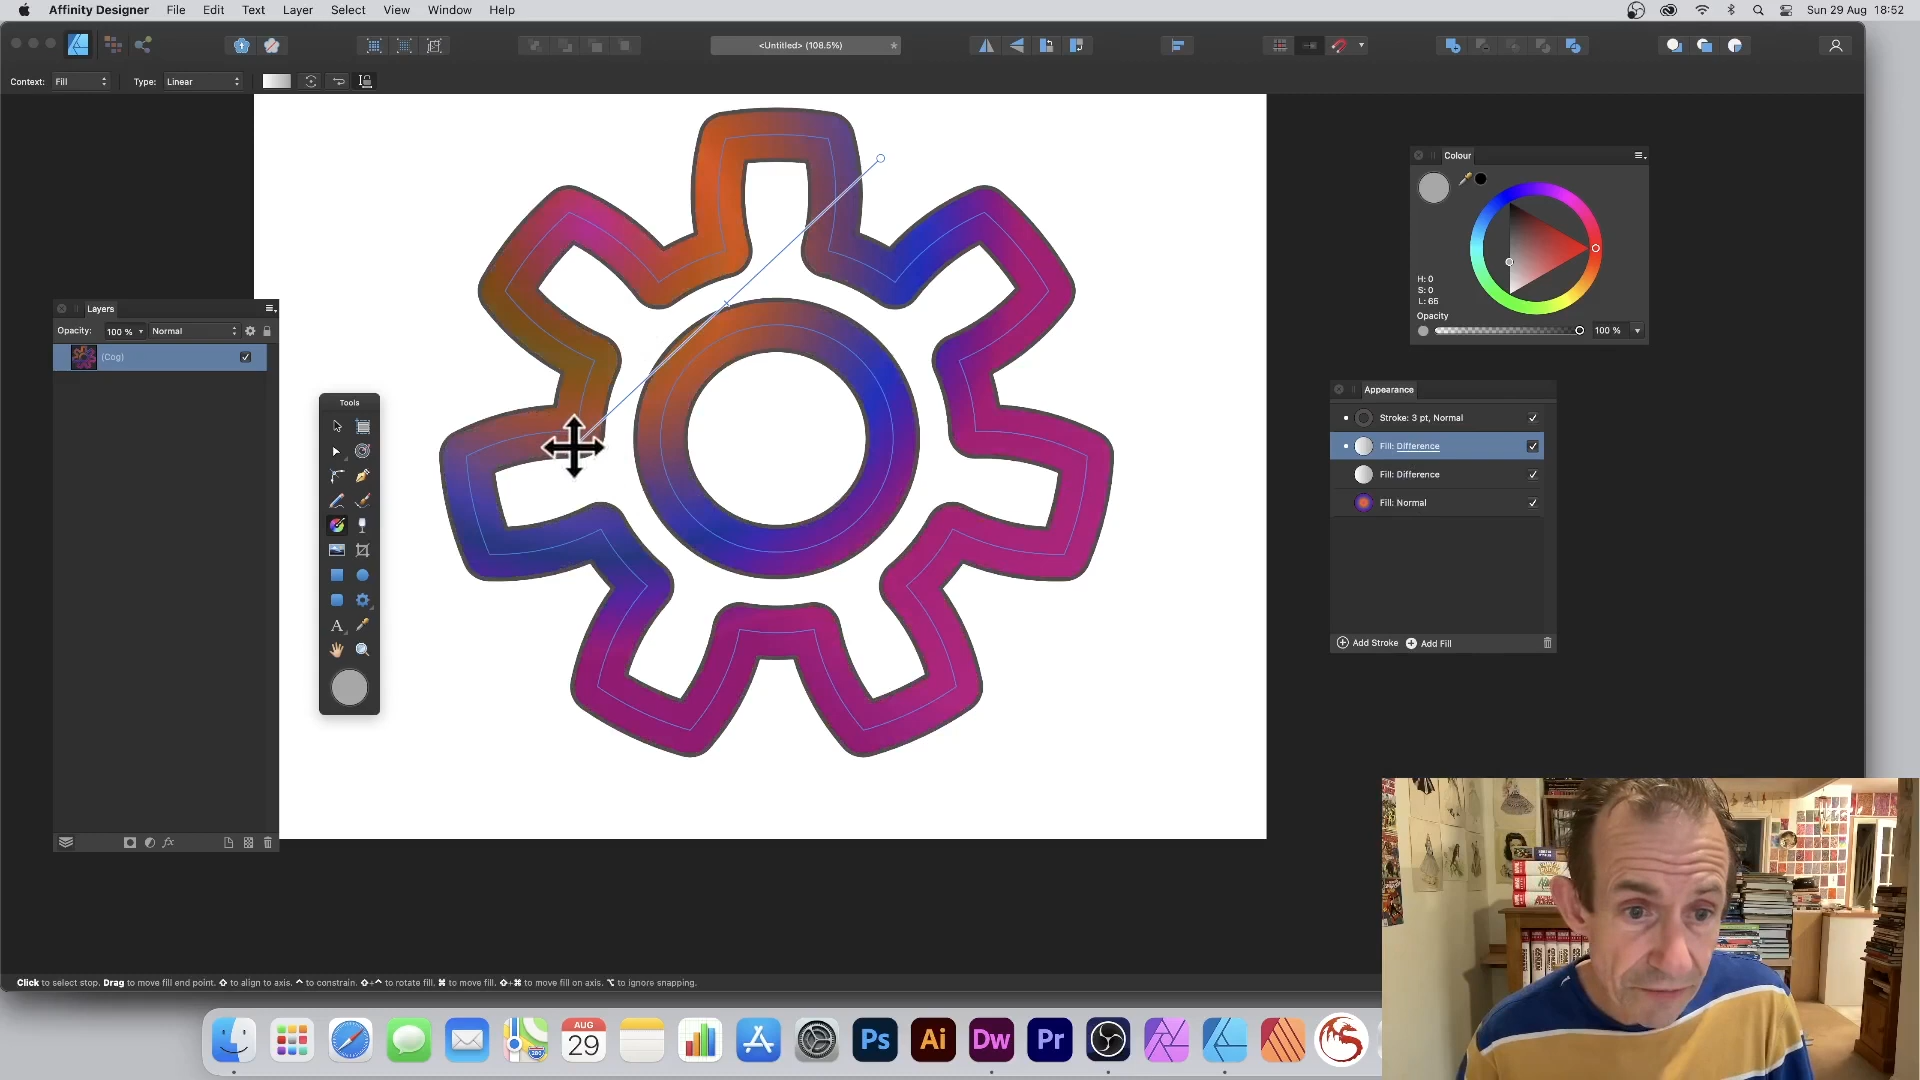 Affinity Designer File Edit Text Layer Select View Window Help Sun 29 Aug 18:52
<Untitled> (108.5%) *
Context: Fill Type: Linear
Colour
H: 0
S: 0
L: 65
Opacity
100 %
Layers
Opacity: 100 % Normal
(Cog)
Tools
A
Appearance
Stroke: 3 pt, Normal
Fill: Difference
Fill: Difference
Fill: Normal
Add Stroke Add Fill
fx
Click to select stop. Drag to move fill end point. ⇧ to align to axis. ^ to constrain. ⇧+^ to rotate fill. ⌘ to move fill. ⇧+⌘ to move fill on axis. ⌥ to ignore snapping.
AUG
29
280
Ps
Ai
Dw
Pr